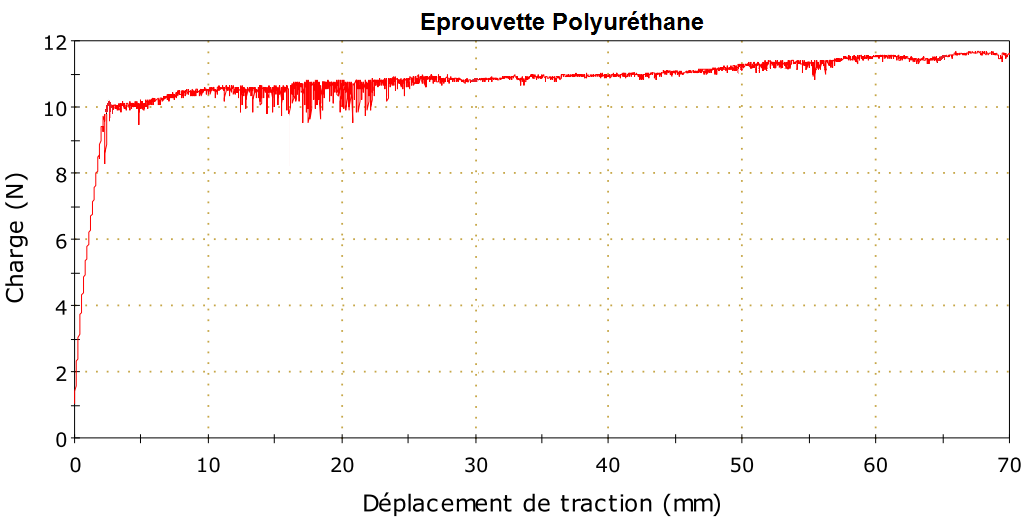 Eprouvette Polyuréthane
12
10
8
6
4
2
0
Charge (N)
0 10 20 30 40 50 60 70
Déplacement de traction (mm)